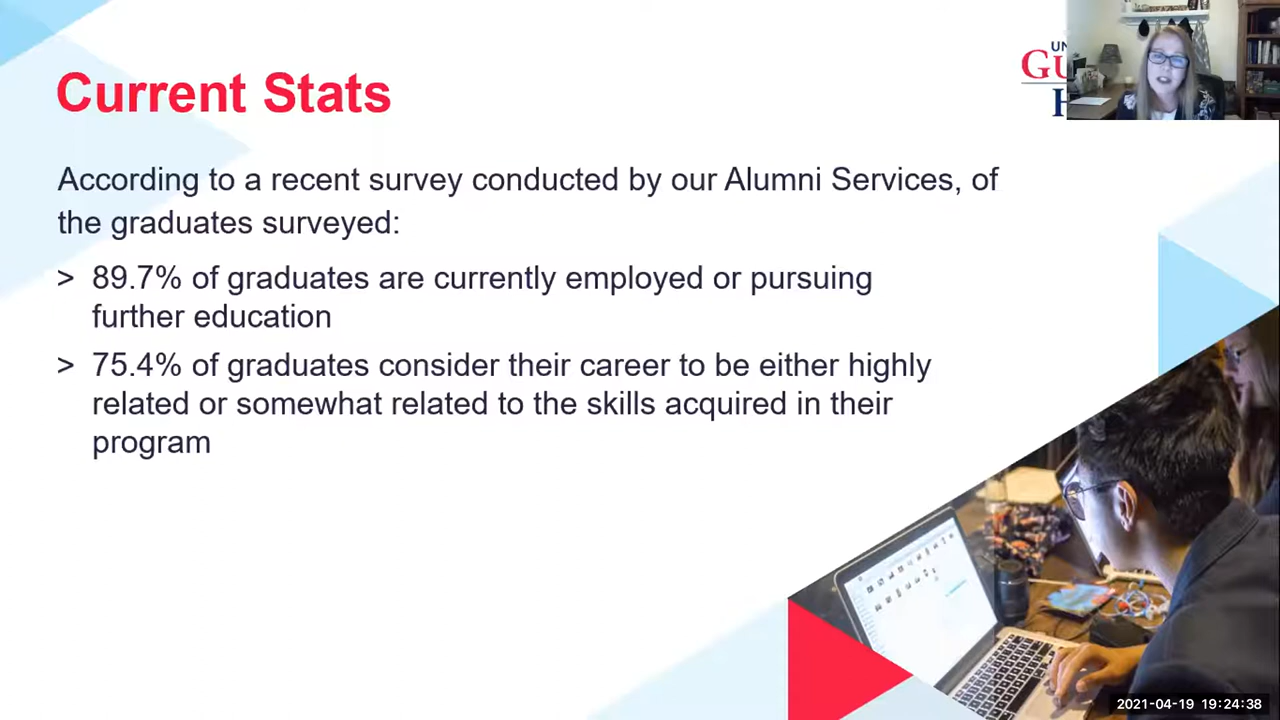 Current Stats
UN
GU
H
According to a recent survey conducted by our Alumni Services, of
the graduates surveyed:
> 89.7% of graduates are currently employed or pursuing
further education
> 75.4% of graduates consider their career to be either highly
related or somewhat related to the skills acquired in their
program
2021-04-19 19:24:38